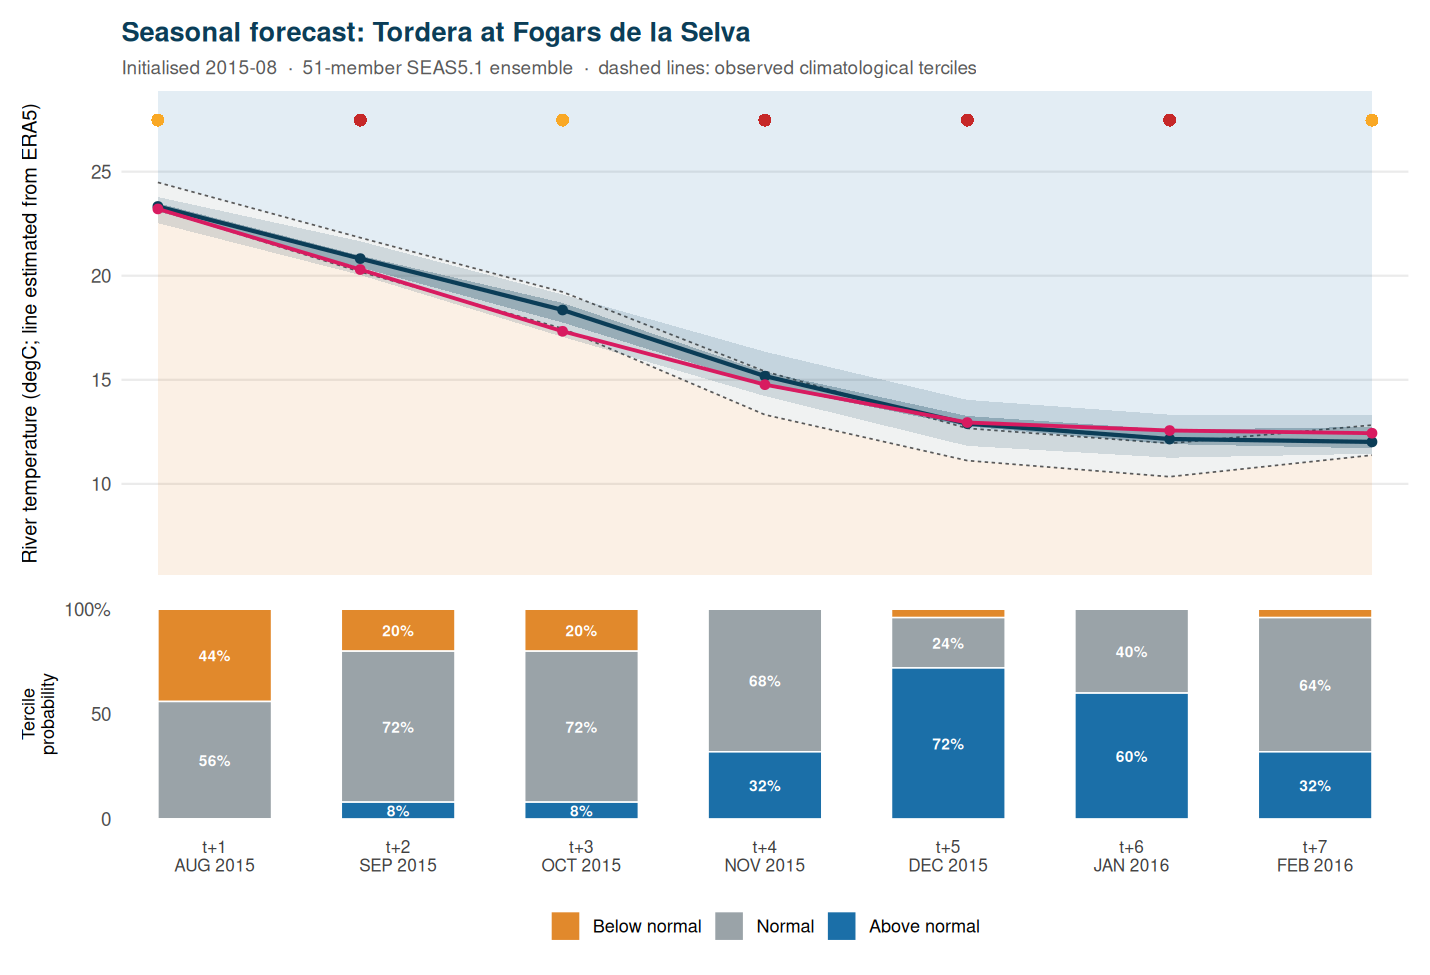 Seasonal forecast: Tordera at Fogars de la Selva
Initialised 2015-08 · 51-member SEAS5.1 ensemble · dashed lines: observed climatological terciles
River temperature (degC; line estimated from ERA5)
25
20
15
10
Tercile
probability
100%
50
0
44%
56%
20%
72%
8%
20%
72%
8%
68%
32%
24%
72%
40%
60%
64%
32%
t+1
AUG 2015
t+2
SEP 2015
t+3
OCT 2015
t+4
NOV 2015
t+5
DEC 2015
t+6
JAN 2016
t+7
FEB 2016
Below normal
Normal
Above normal